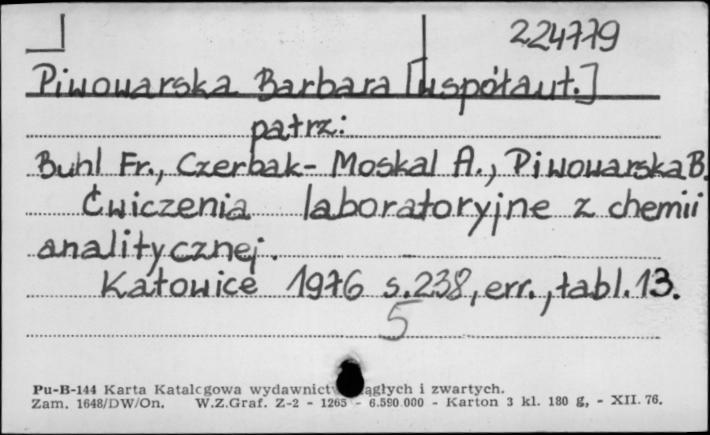 224779
Piwowarska Barbara [współaut.]
patrz:
Buhl Fr., Czerbak-Moskal A., Piwowarska B.
Ćwiczenia laboratoryjne z chemii
analitycznej.
Katowice 1976 s.238, err., tabl. 13.
5
Pu-B-144 Karta Katalogowa wydawnictw ciągłych i zwartych.
Zam. 1648/DW/On. W.Z.Graf. Z-2 - 1265 - 6.590.000 - Karton 3 kl. 180 g, - XII. 76.